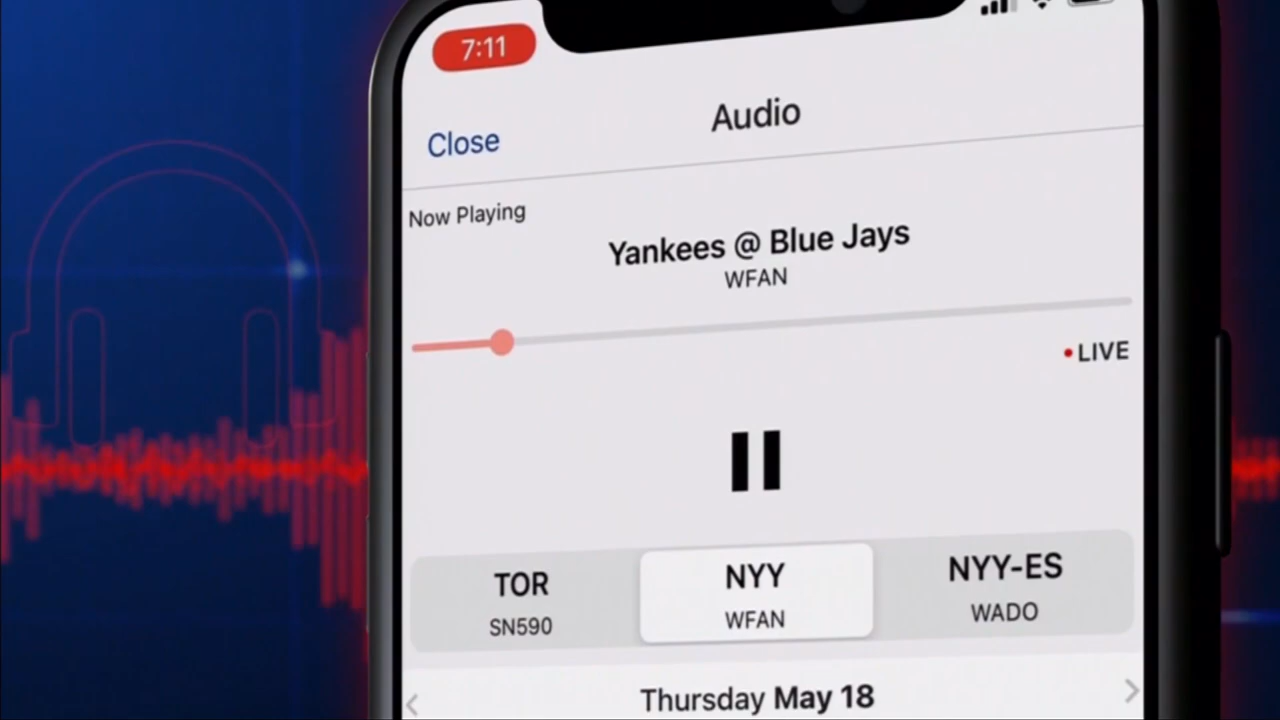 7:11
Close
Audio
Now Playing
Yankees @ Blue Jays
WFAN
• LIVE
TOR
NYY
NYY-ES
SN590
WFAN
WADO
Thursday May 18